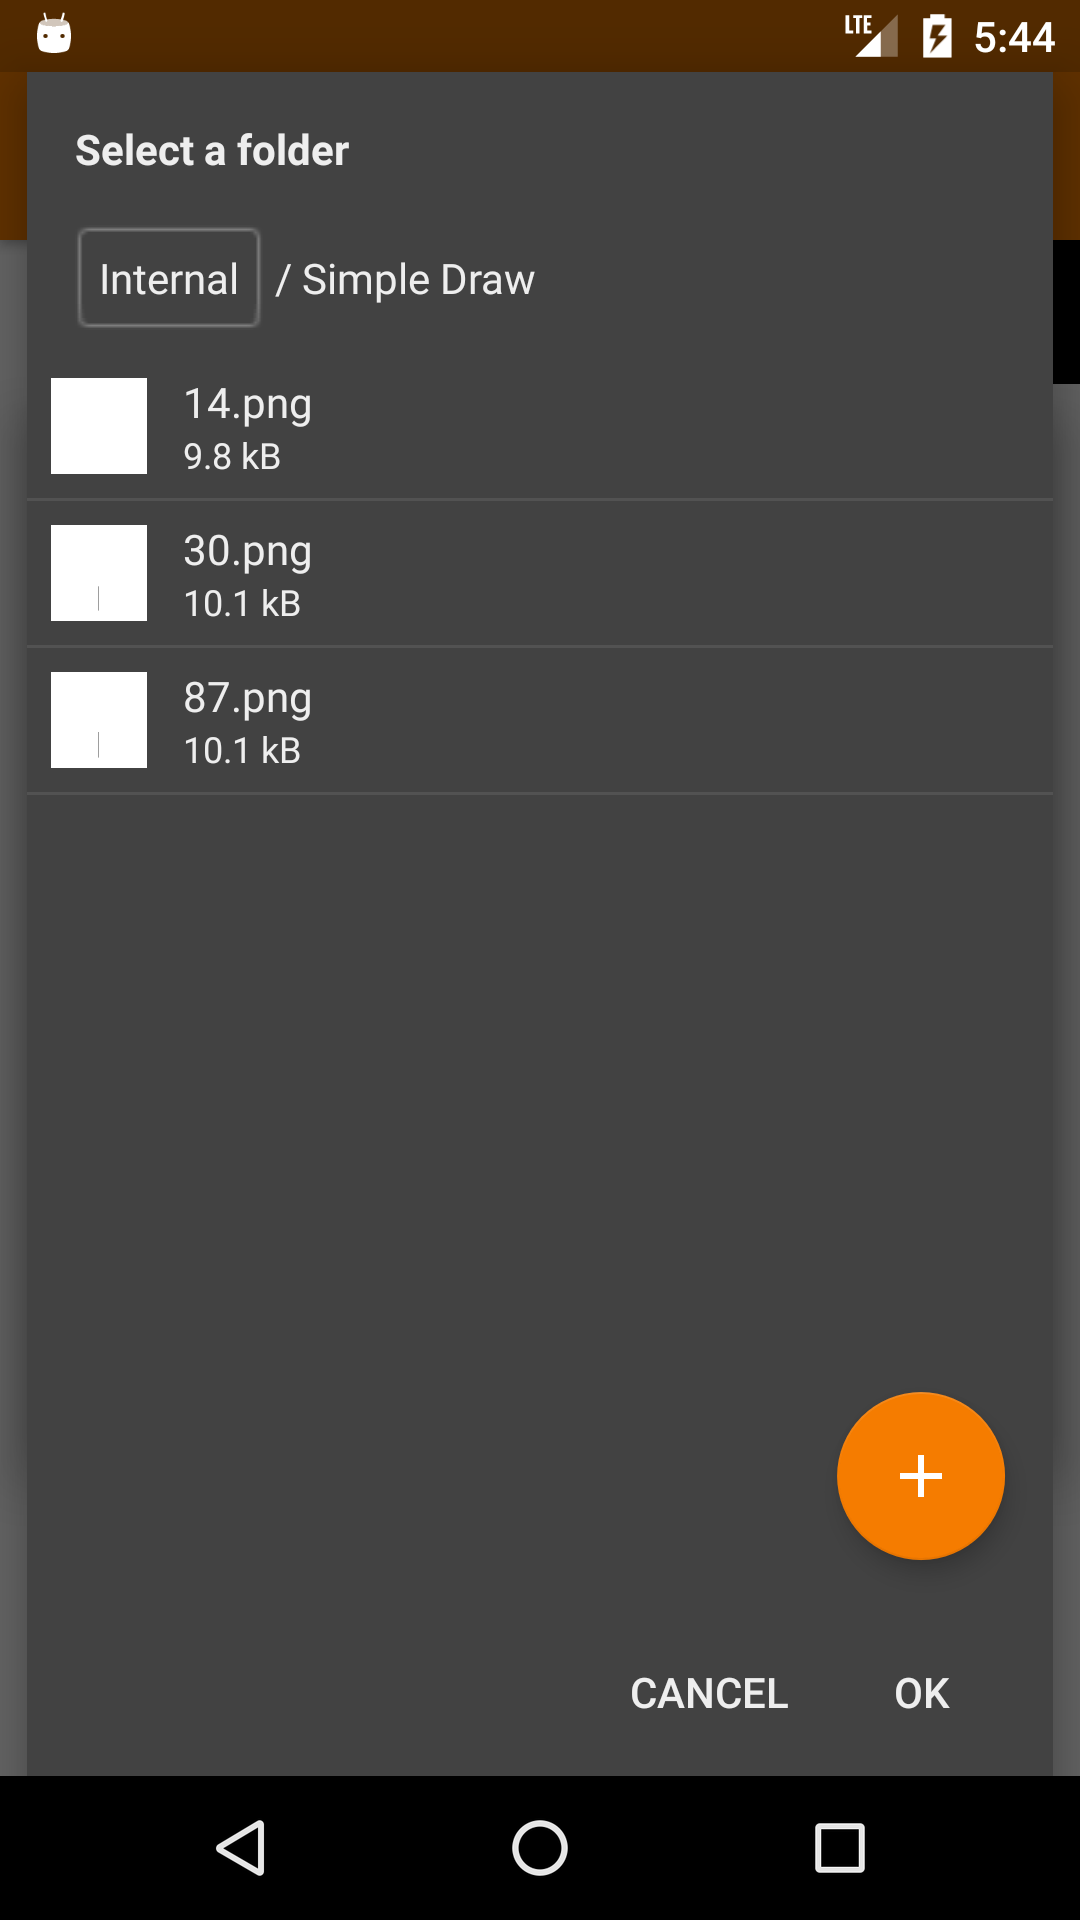 LTE 5:44
Select a folder
Internal / Simple Draw
14.png
9.8 kB
30.png
10.1 kB
87.png
10.1 kB
CANCEL OK